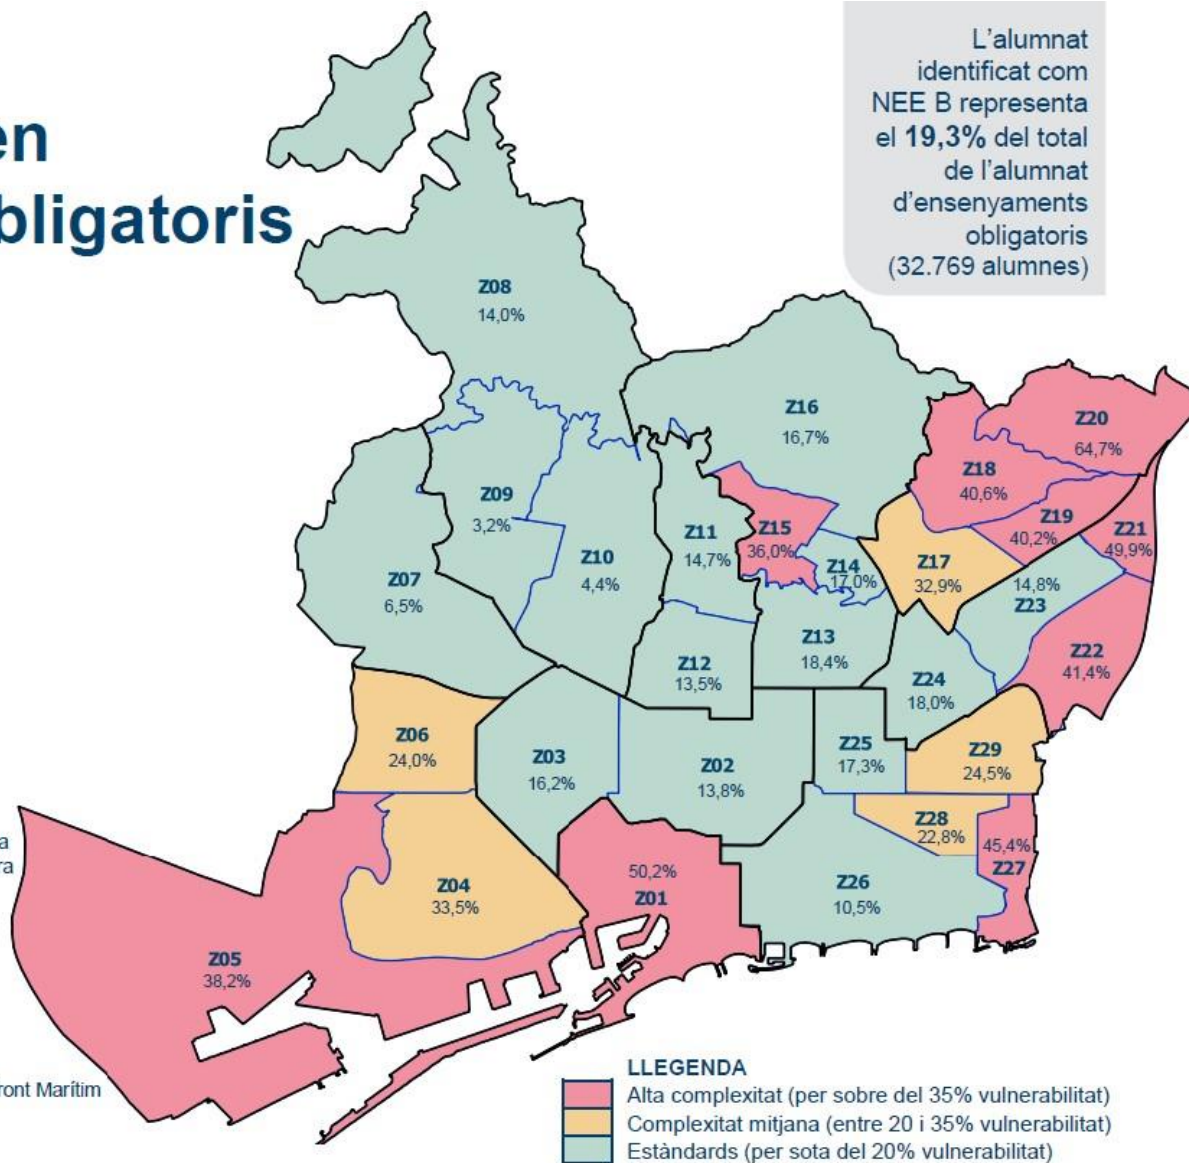 en
bligatoris
L'alumnat
identificat com
NEE B representa
el 19,3% del total
de l'alumnat
d'ensenyaments
obligatoris
(32.769 alumnes)
Z08
14,0%
Z16
16,7%
Z20
64,7%
Z18
40,6%
Z09
3,2%
Z19
40,2%
Z21
49,9%
Z15
36,0%
Z11
14,7%
Z10
4,4%
Z14
17,0%
Z17
32,9%
Z07
6,5%
14,8%
Z23
Z13
18,4%
Z22
41,4%
Z12
13,5%
Z24
18,0%
Z06
24,0%
Z03
16,2%
Z02
13,8%
Z25
17,3%
Z29
24,5%
Z28
22,8%
45,4%
Z27
a
ra
Z04
33,5%
50,2%
Z01
Z26
10,5%
Z05
38,2%
ront Marítim
LLEGENDA
Alta complexitat (per sobre del 35% vulnerabilitat)
Complexitat mitjana (entre 20 i 35% vulnerabilitat)
Estàndards (per sota del 20% vulnerabilitat)